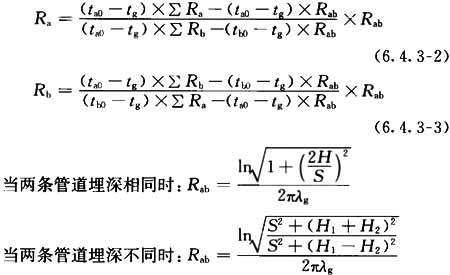 R_a = \frac{(t_{a0} - t_g) \times \sum R_a - (t_{a0} - t_g) \times R_{ab}}{(t_{a0} - t_g) \times \sum R_b - (t_{b0} - t_g) \times R_{ab}} \times R_{ab}
(6.4.3-2)
R_b = \frac{(t_{a0} - t_g) \times \sum R_b - (t_{b0} - t_g) \times R_{ab}}{(t_{b0} - t_g) \times \sum R_a - (t_{a0} - t_g) \times R_{ab}} \times R_{ab}
(6.4.3-3)
当两条管道埋深相同时：R_{ab} = \frac{\ln\sqrt{1 + \left(\frac{2H}{S}\right)^2}}{2\pi\lambda_g}
当两条管道埋深不同时：R_{ab} = \frac{\ln\sqrt{\frac{S^2 + (H_1 + H_2)^2}{S^2 + (H_1 - H_2)^2}}}{2\pi\lambda_g}